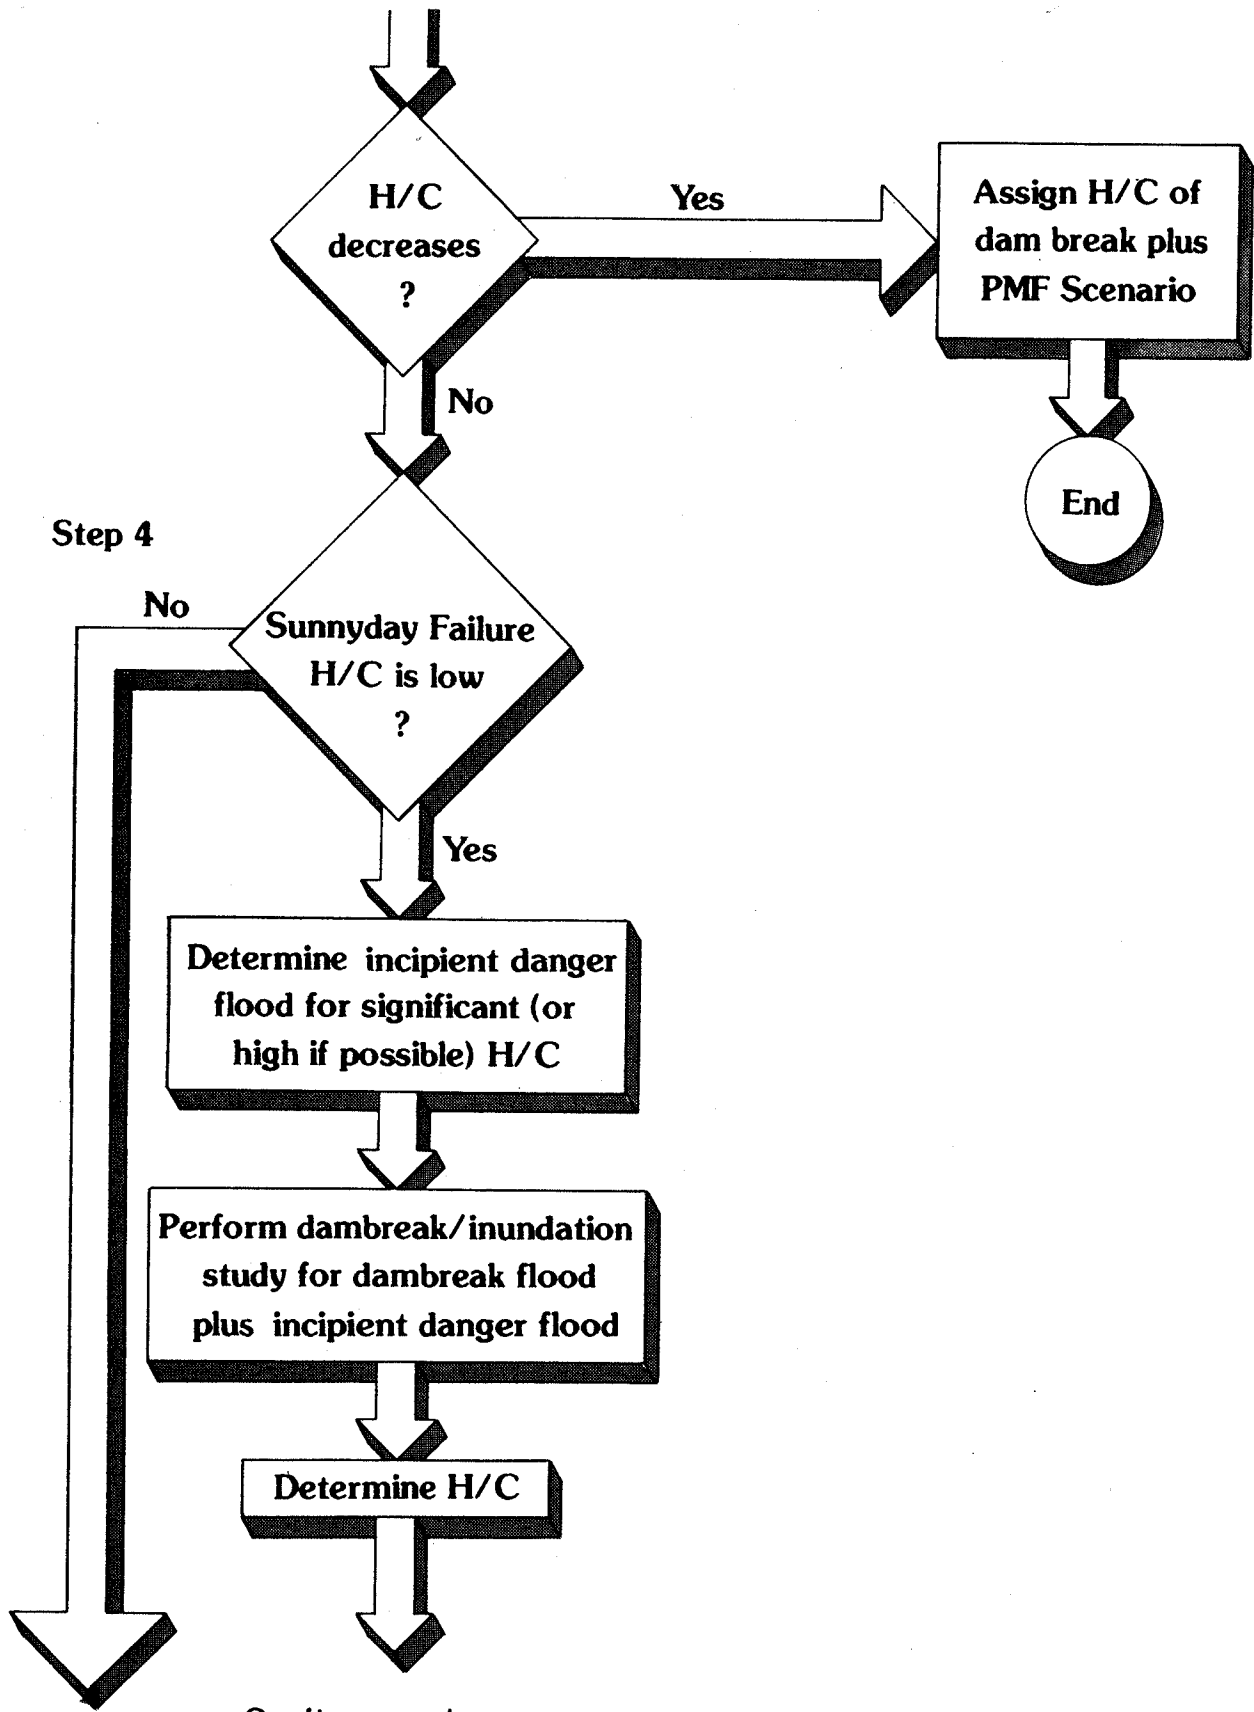 H/C
decreases
?
Yes
Assign H/C of
dam break plus
PMF Scenario
No
End
Step 4
No
Sunnyday Failure
H/C is low
?
Yes
Determine incipient danger
flood for significant (or
high if possible) H/C
Perform dambreak/inundation
study for dambreak flood
plus incipient danger flood
Determine H/C